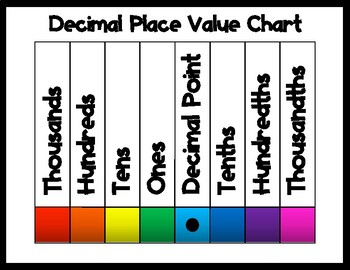 Decimal Place Value Chart
Thousands
Hundreds
Tens
Ones
Decimal Point
Tenths
Hundredths
Thousandths